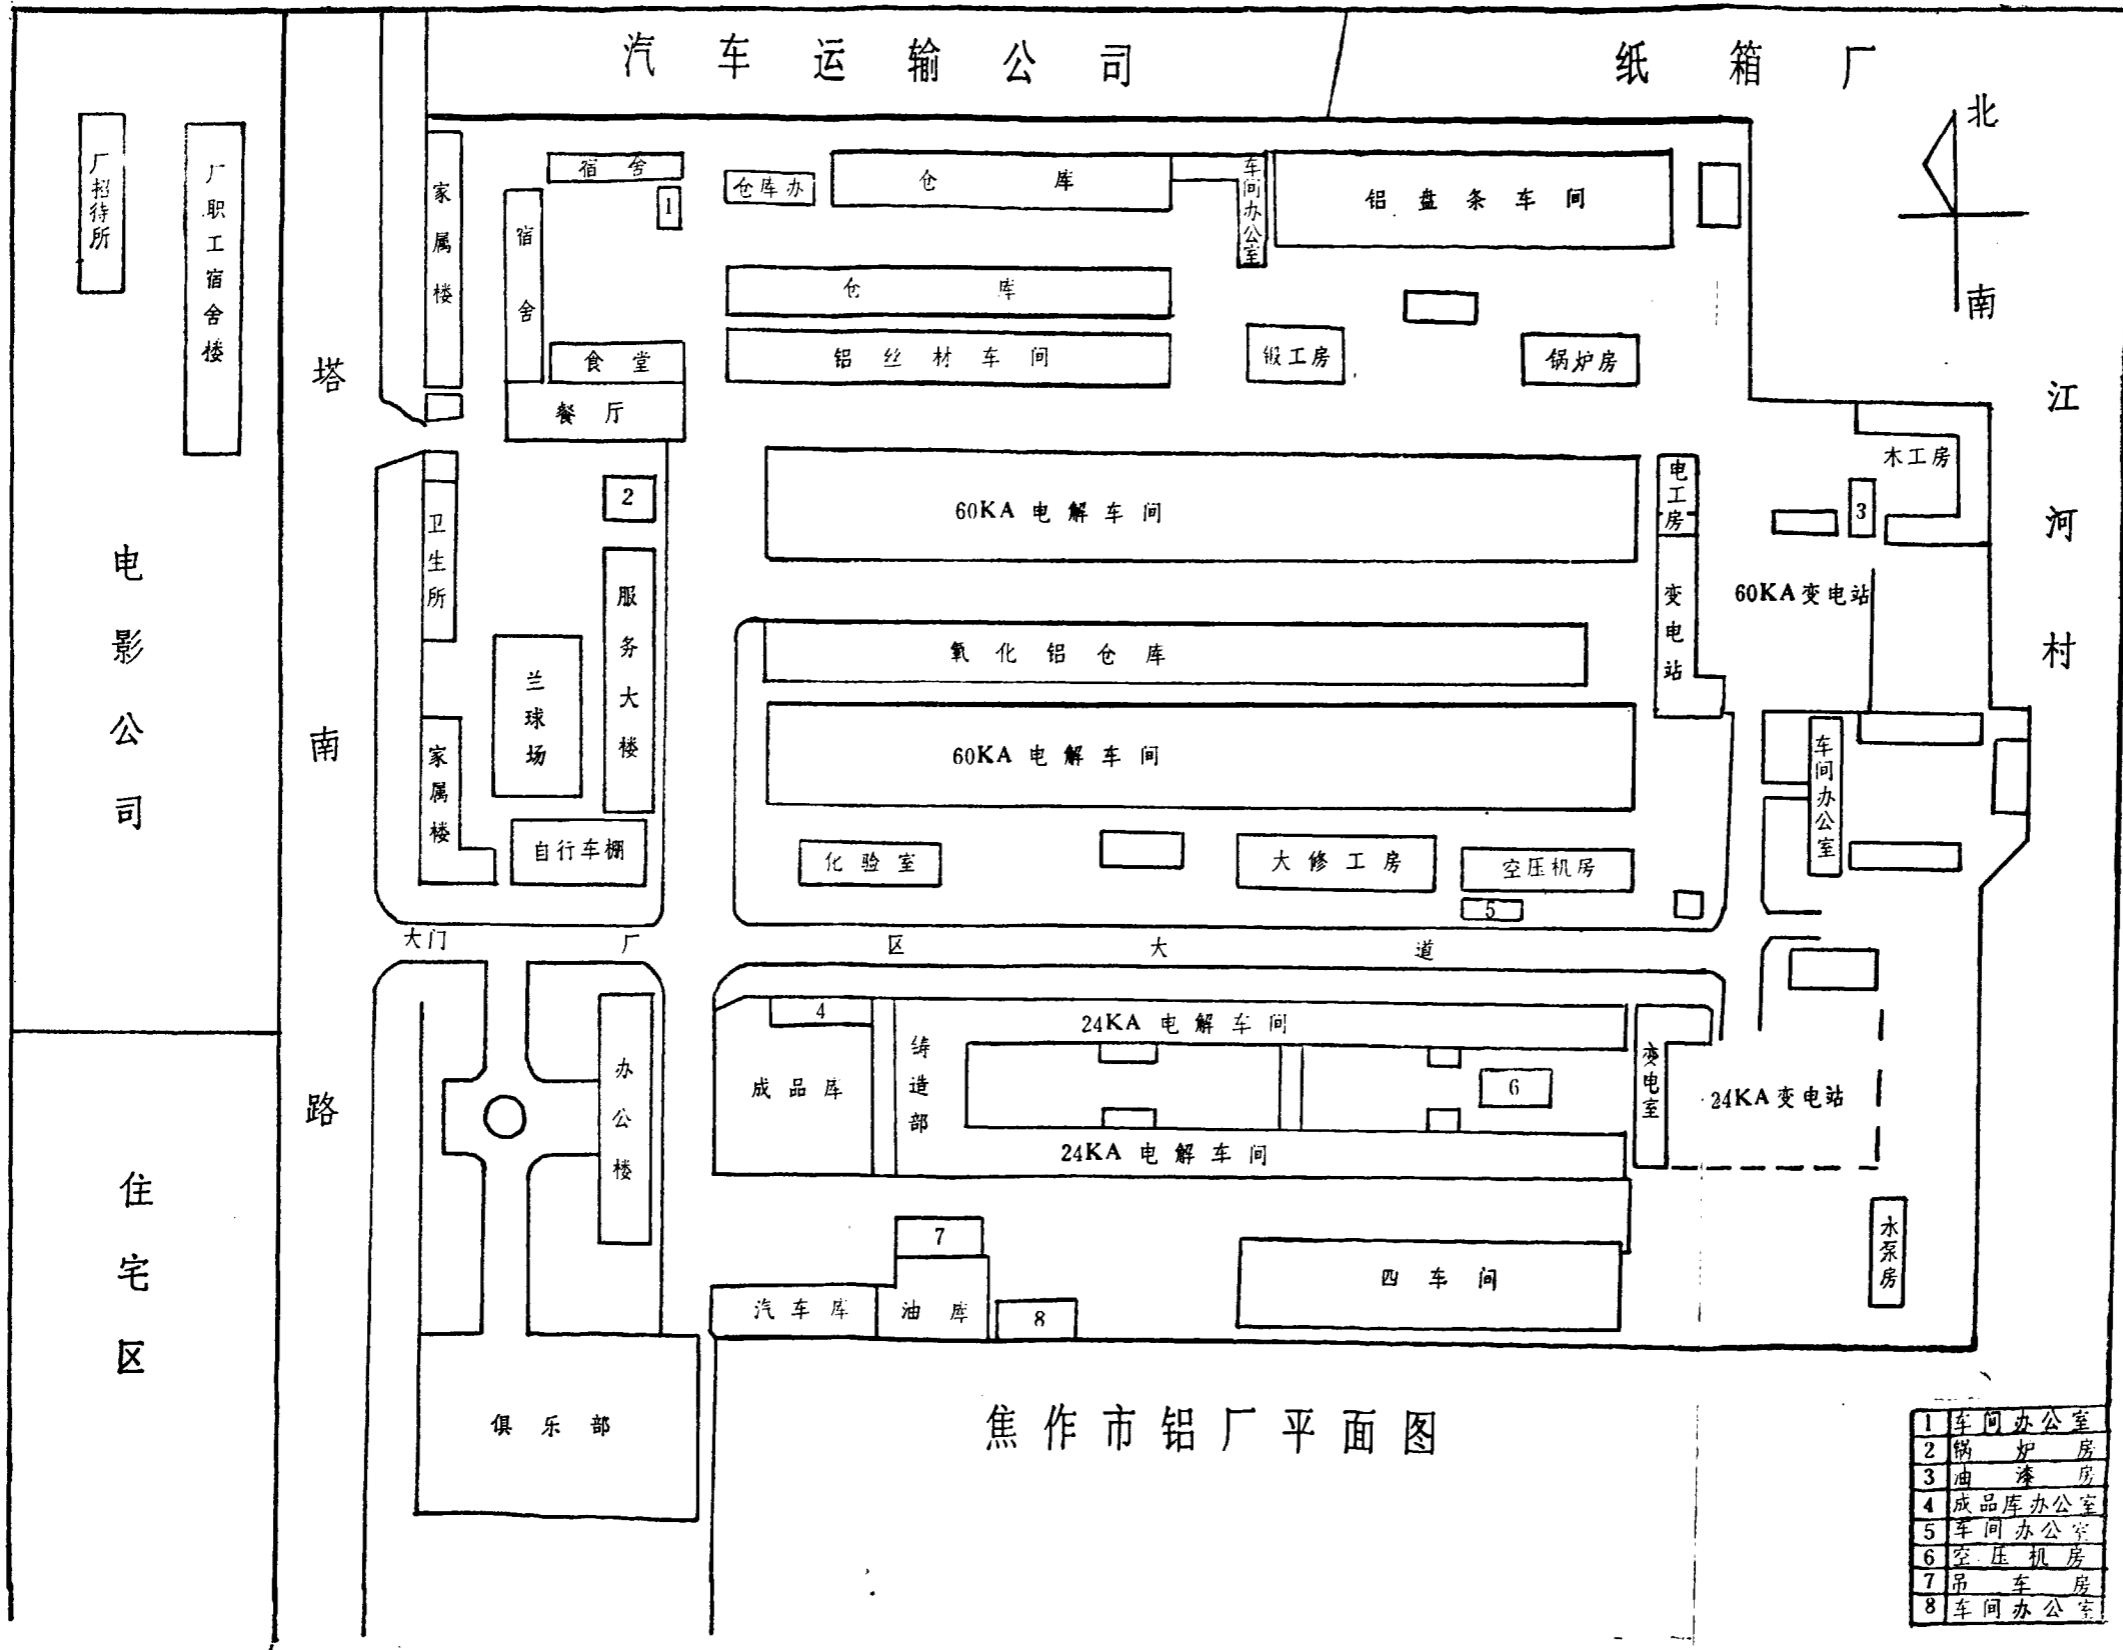 汽车运输公司
纸箱厂
北
南
厂招待所
厂职工宿舍楼
家属楼
宿舍
1
宿舍
仓库办
仓库
车间办公室
铝盘条车间
仓库
铝丝材车间
锻工房
锅炉房
食堂
餐厅
塔南路
江河村
电影公司
住宅区
卫生所
2
服务大楼
兰球场
家属楼
自行车棚
60KA电解车间
电工房
木工房
3
变电站
60KA变电站
氧化铝仓库
60KA电解车间
车间办公室
化验室
大修工房
空压机房
5
大门
厂区大道
办公楼
4
成品库
铸造部
24KA电解车间
6
24KA电解车间
变电室
24KA变电站
水泵房
7
汽车库
油库
8
四车间
俱乐部
焦作市铝厂平面图
1 车间办公室
2 锅炉房
3 油漆房
4 成品库办公室
5 车间办公室
6 空压机房
7 吊车房
8 车间办公室